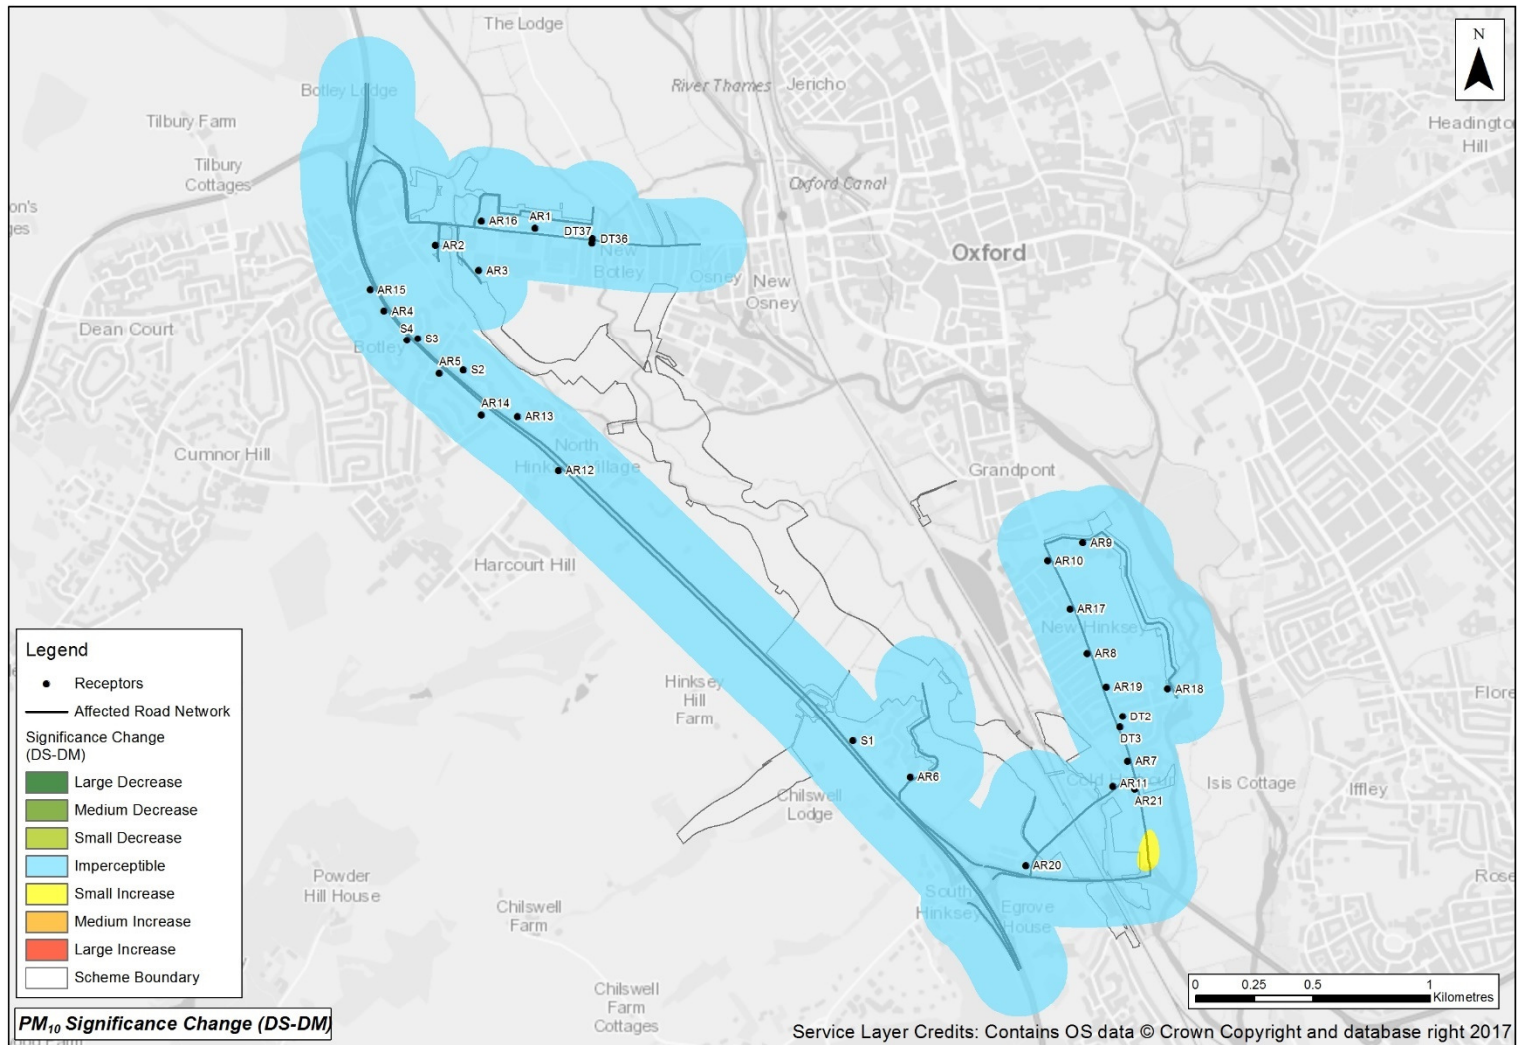 The Lodge
N
Botley Lodge
River Thames
Jericho
Tilbury Farm
Headington
Hill
Tilbury
Cottages
Oxford Canal
AR16
AR1
DT37
DT36
AR2
New
Botley
Oxford
AR3
Osney
New
Osney
AR15
AR4
Dean Court
S4
S3
Botley
AR5
S2
AR14
AR13
North
Hinksey Village
AR12
Cumnor Hill
Grandpont
AR9
AR10
Harcourt Hill
AR17
New Hinksey
AR8
Hinksey
Hill
Farm
AR19
AR18
DT2
DT3
S1
AR7
AR6
Cold Harbour
AR11
AR21
Isis Cottage
Iffley
Chilswell
Lodge
AR20
Powder
Hill House
South
Hinksey
Egrove
House
Rose
Chilswell
Farm
Chilswell
Farm
Cottages
Legend
Receptors
Affected Road Network
Significance Change
(DS-DM)
Large Decrease
Medium Decrease
Small Decrease
Imperceptible
Small Increase
Medium Increase
Large Increase
Scheme Boundary
0 0.25 0.5 1
Kilometres
PM₁₀ Significance Change (DS-DM)
Service Layer Credits: Contains OS data © Crown Copyright and database right 2017